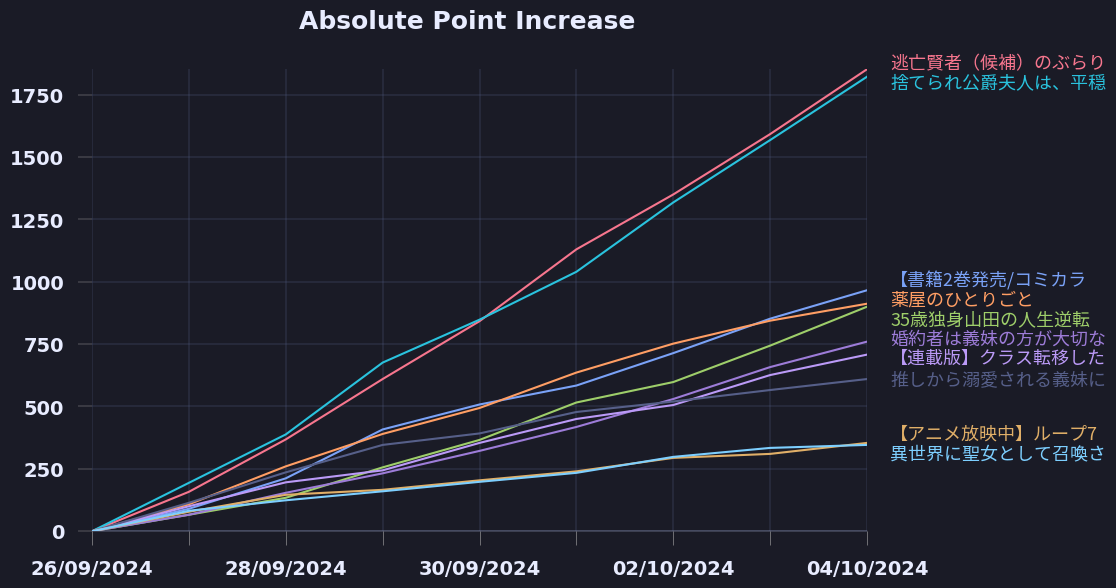 Absolute Point Increase
逃亡賢者（候補）のぶらり
捨てられ公爵夫人は、平穏
1750
1500
1250
1000
750
500
250
0
【書籍2巻発売/コミカラ
薬屋のひとりごと
35歳独身山田の人生逆転
婚約者は義妹の方が大切な
【連載版】クラス転移した
推しから溺愛される義妹に
【アニメ放映中】ループ7
異世界に聖女として召喚さ
26/09/2024
28/09/2024
30/09/2024
02/10/2024
04/10/2024